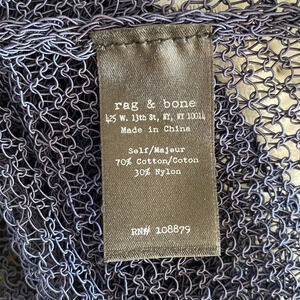 rag & bone
425 W. 13th St, NY, NY 10014
Made in China
Self/Majeur
70% Cotton/Coton
30% Nylon
RN# 108879